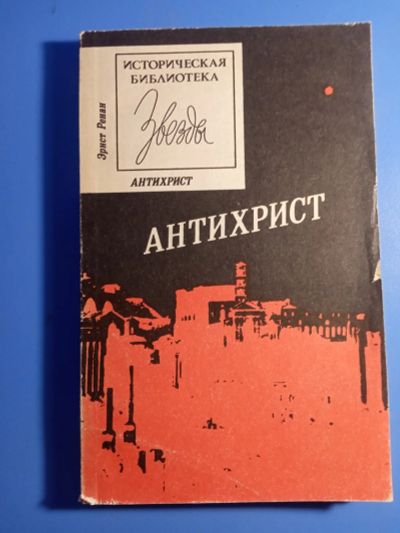 ИСТОРИЧЕСКАЯ
БИБЛИОТЕКА
Звезды
Эрнст Ренан
АНТИХРИСТ
АНТИХРИСТ